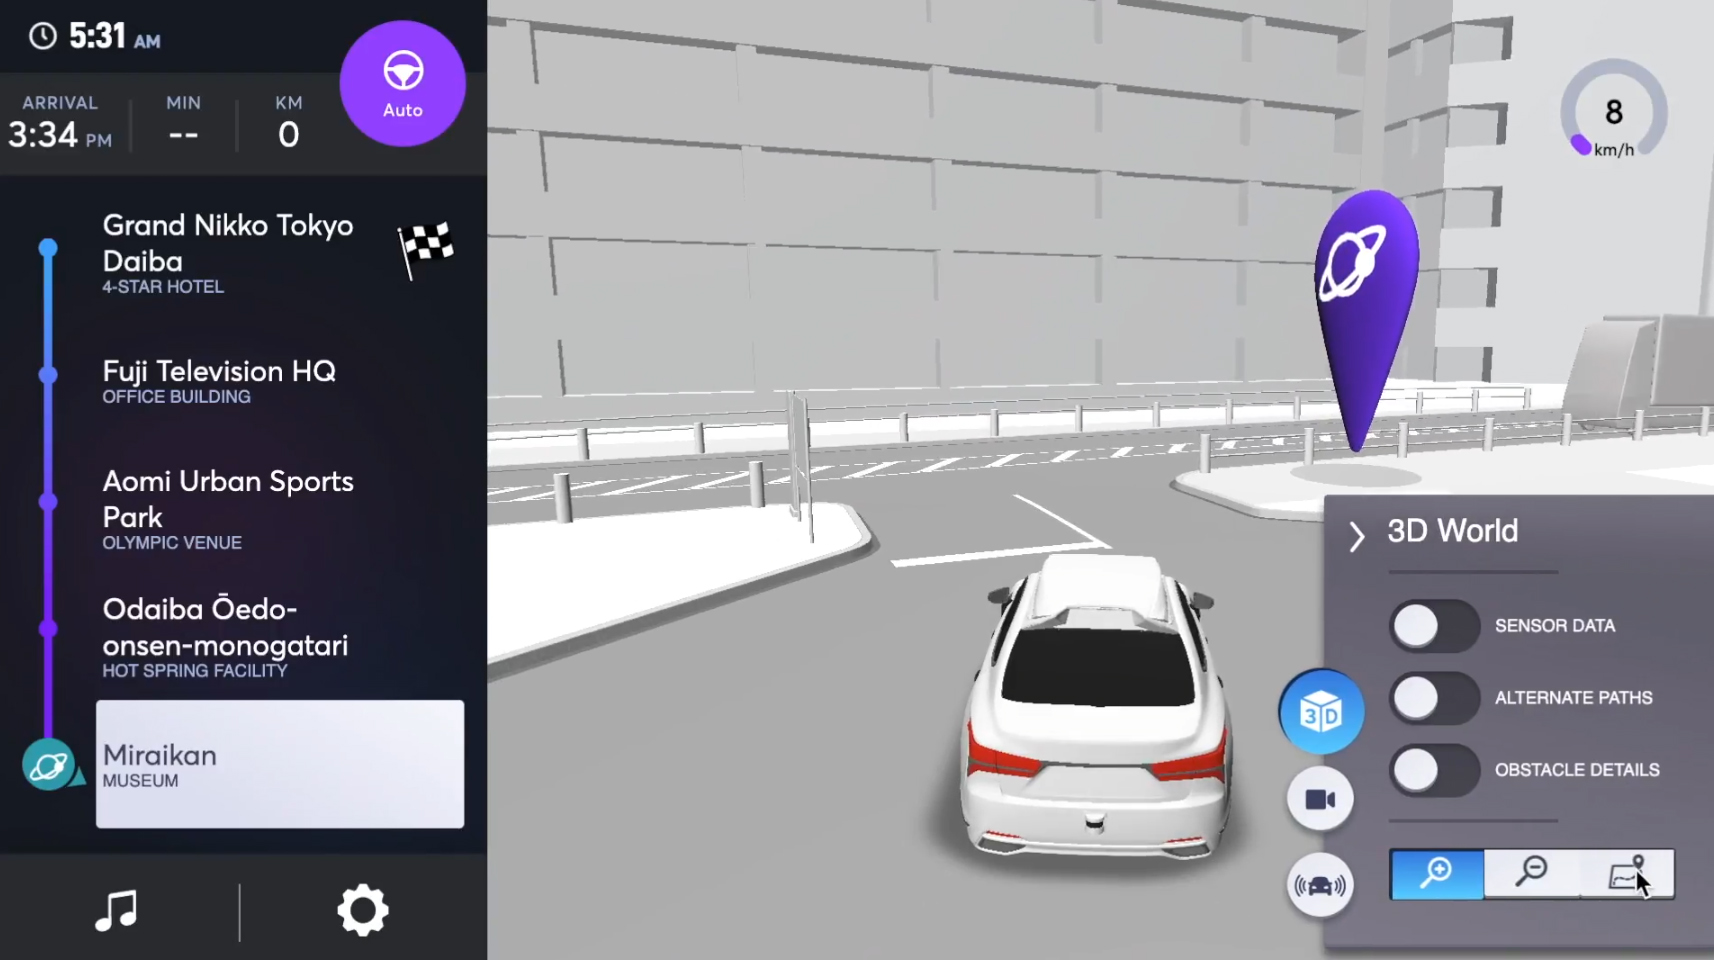 5:31 AM
Auto
ARRIVAL MIN KM
3:34 PM -- 0
Grand Nikko Tokyo
Daiba
4-STAR HOTEL
Fuji Television HQ
OFFICE BUILDING
Aomi Urban Sports
Park
OLYMPIC VENUE
Odaiba Ōedo-
onsen-monogatari
HOT SPRING FACILITY
Miraikan
MUSEUM
8
km/h
3D World
SENSOR DATA
ALTERNATE PATHS
OBSTACLE DETAILS
3D